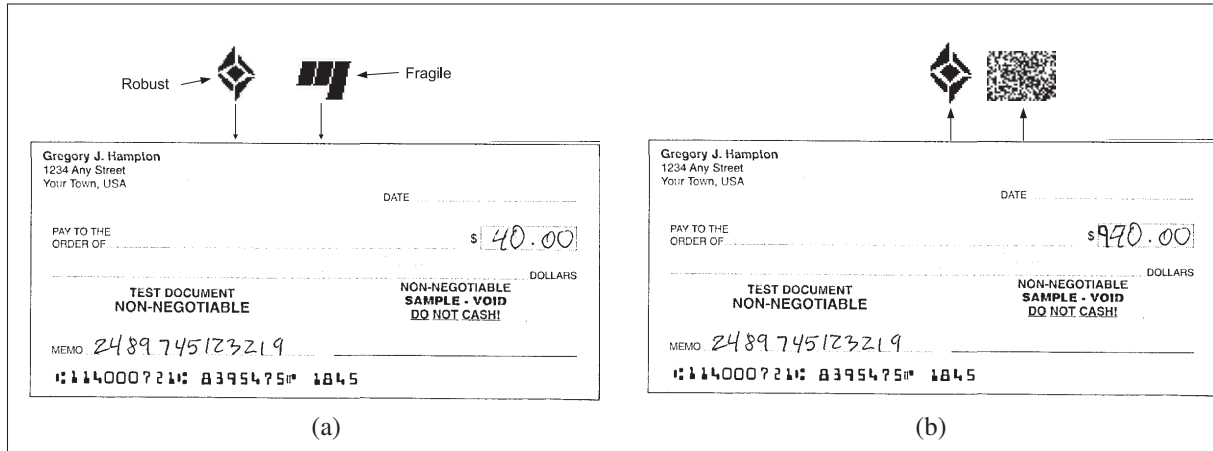 Robust
Fragile
Gregory J. Hampton
1234 Any Street
Your Town, USA
DATE
PAY TO THE
ORDER OF
$ 40.00
DOLLARS
TEST DOCUMENT
NON-NEGOTIABLE
NON-NEGOTIABLE
SAMPLE - VOID
DO NOT CASH!
MEMO 2489745123219
⑆114000721⑆ 8395475⑈ 1845
(a)
Gregory J. Hampton
1234 Any Street
Your Town, USA
DATE
PAY TO THE
ORDER OF
$ 970.00
DOLLARS
TEST DOCUMENT
NON-NEGOTIABLE
NON-NEGOTIABLE
SAMPLE - VOID
DO NOT CASH!
MEMO 2489745123219
⑆114000721⑆ 8395475⑈ 1845
(b)